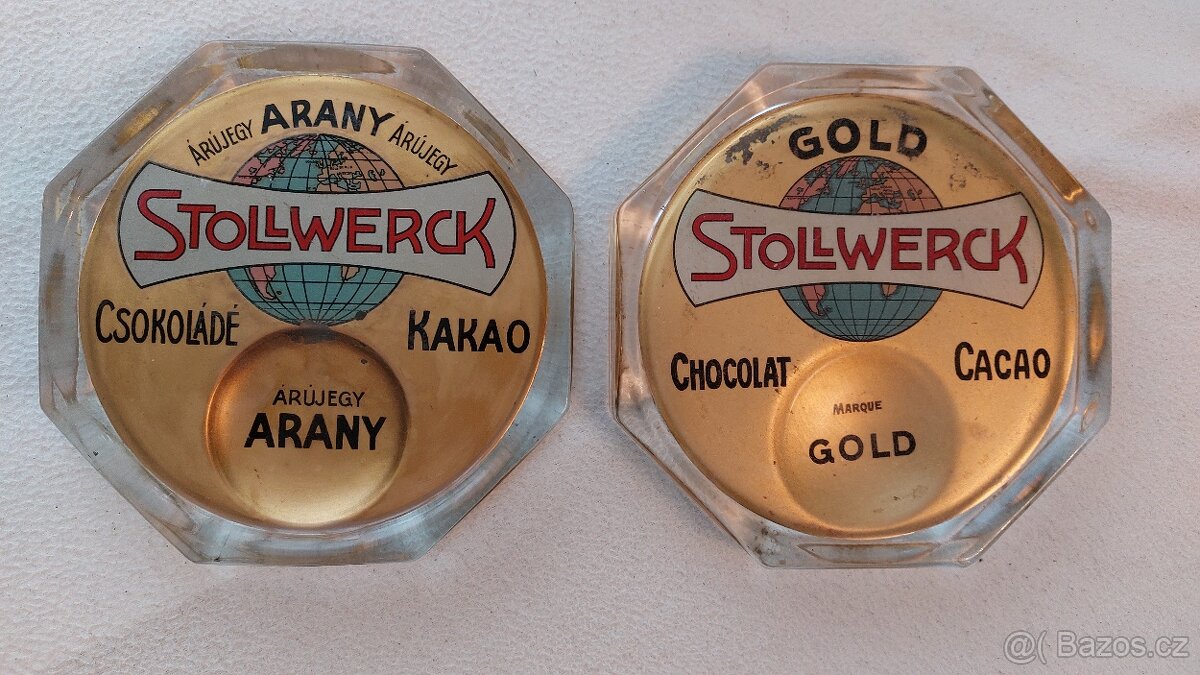 ÁRÚJEGY ARANY ÁRÚJEGY
STOLLWERCK
CSOKOLÁDÉ KAKAO
ÁRÚJEGY
ARANY
GOLD
STOLLWERCK
CHOCOLAT CACAO
MARQUE
GOLD
@( Bazos.cz